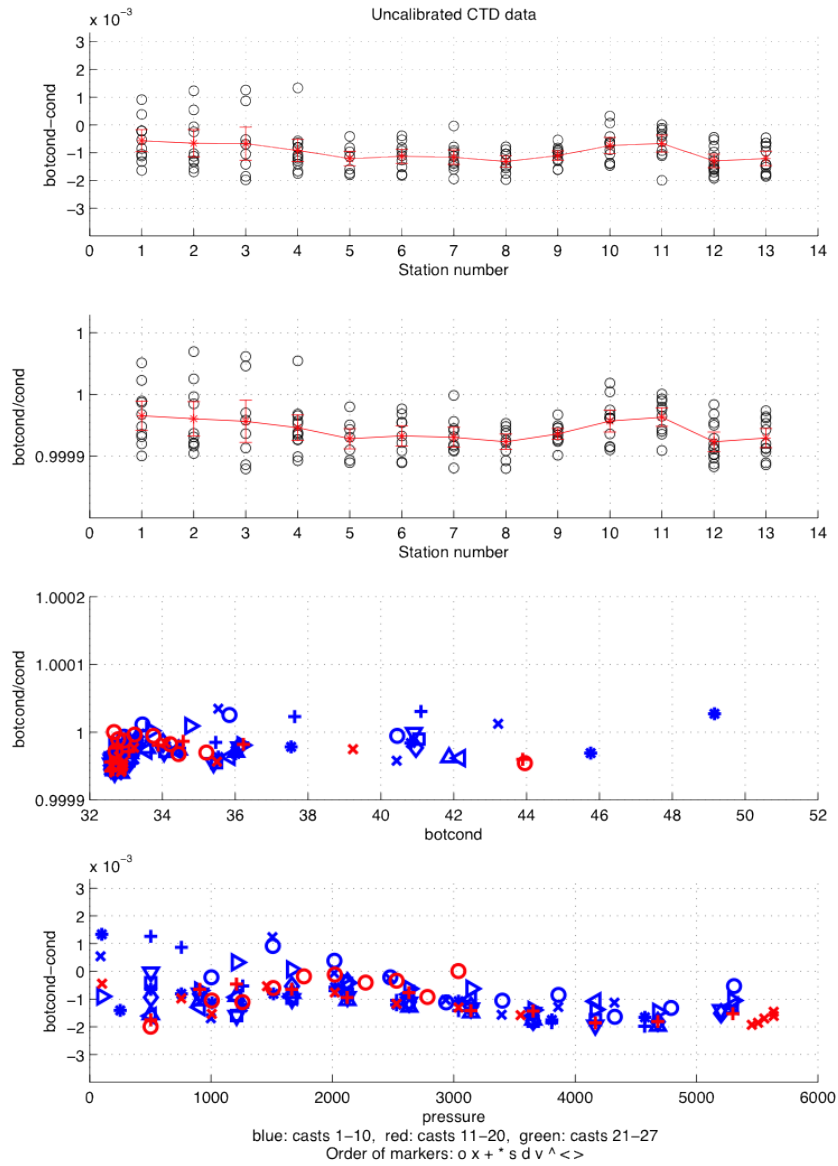 Uncalibrated CTD data
x 10⁻³
3
2
1
0
−1
−2
−3
botcond−cond
0 1 2 3 4 5 6 7 8 9 10 11 12 13 14
Station number
1
1
0.9999
botcond/cond
0 1 2 3 4 5 6 7 8 9 10 11 12 13 14
Station number
1.0002
1.0001
1
0.9999
botcond/cond
32 34 36 38 40 42 44 46 48 50 52
botcond
x 10⁻³
3
2
1
0
−1
−2
−3
botcond−cond
0 1000 2000 3000 4000 5000 6000
pressure
blue: casts 1−10, red: casts 11−20, green: casts 21−27
Order of markers: o x + * s d v ^ < >